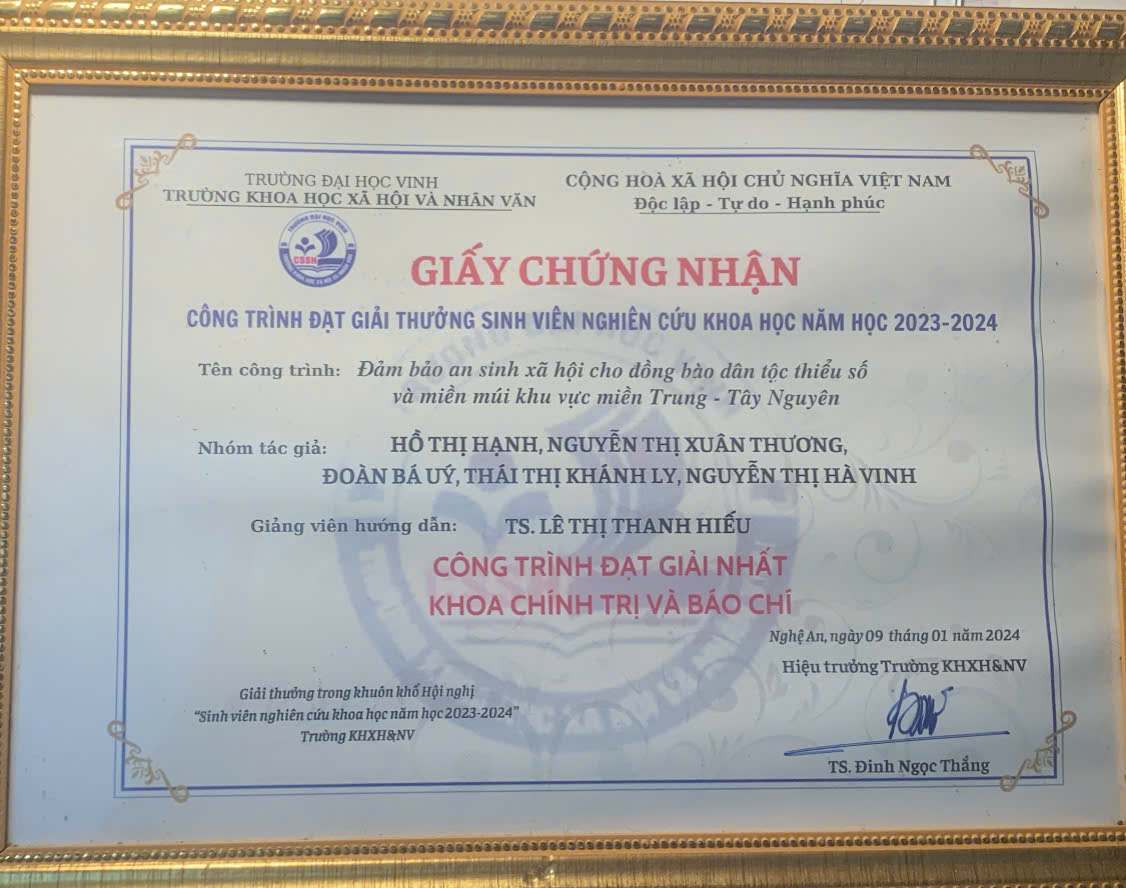 TRƯỜNG ĐẠI HỌC VINH
TRƯỜNG KHOA HỌC XÃ HỘI VÀ NHÂN VĂN
CỘNG HOÀ XÃ HỘI CHỦ NGHĨA VIỆT NAM
Độc lập - Tự do - Hạnh phúc
TRƯỜNG ĐẠI HỌC VINH
CSSH
GIẤY CHỨNG NHẬN
CÔNG TRÌNH ĐẠT GIẢI THƯỞNG SINH VIÊN NGHIÊN CỨU KHOA HỌC NĂM HỌC 2023-2024
Tên công trình: Đảm bảo an sinh xã hội cho đồng bào dân tộc thiểu số
và miền múi khu vực miền Trung - Tây Nguyên
Nhóm tác giả: HỒ THỊ HẠNH, NGUYỄN THỊ XUÂN THƯƠNG,
ĐOÀN BÁ UÝ, THÁI THỊ KHÁNH LY, NGUYỄN THỊ HÀ VINH
Giảng viên hướng dẫn: TS. LÊ THỊ THANH HIẾU
CÔNG TRÌNH ĐẠT GIẢI NHẤT
KHOA CHÍNH TRỊ VÀ BÁO CHÍ
Nghệ An, ngày 09 tháng 01 năm 2024
Hiệu trưởng Trường KHXH&NV
Giải thưởng trong khuôn khổ Hội nghị
"Sinh viên nghiên cứu khoa học năm học 2023-2024"
Trường KHXH&NV
TS. Đinh Ngọc Thắng